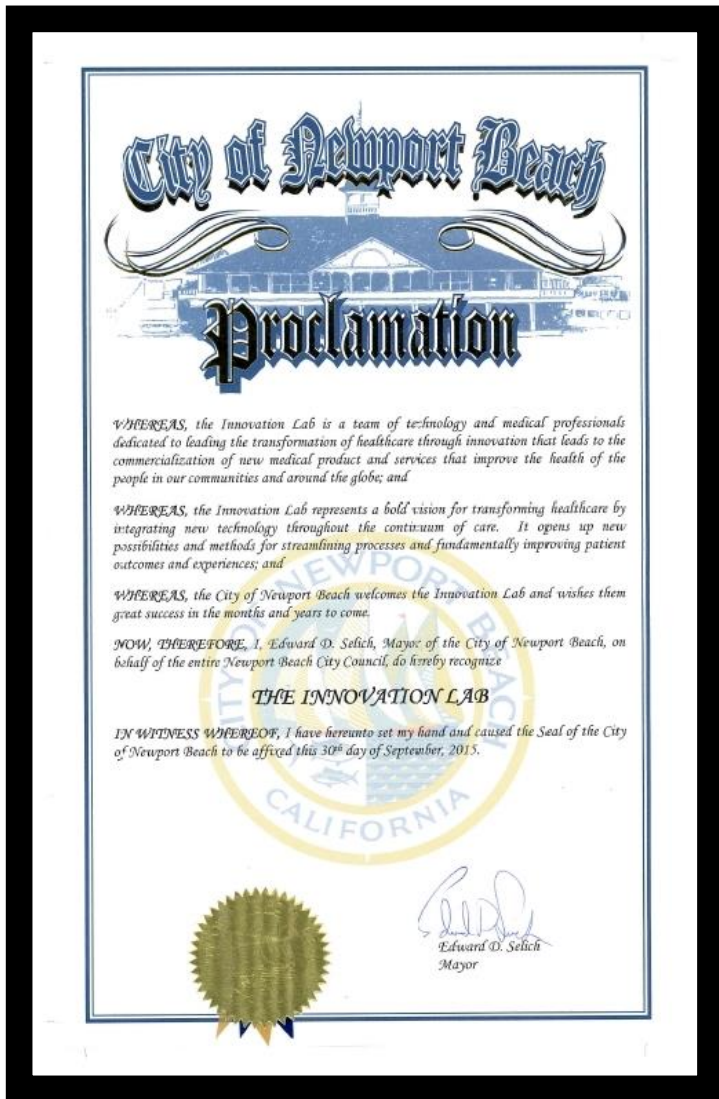 City of Newport Beach
Proclamation
WHEREAS, the Innovation Lab is a team of technology and medical professionals
dedicated to leading the transformation of healthcare through innovation that leads to the
commercialization of new medical product and services that improve the health of the
people in our communities and around the globe; and
WHEREAS, the Innovation Lab represents a bold vision for transforming healthcare by
integrating new technology throughout the continuum of care. It opens up new
possibilities and methods for streamlining processes and fundamentally improving patient
outcomes and experiences; and
WHEREAS, the City of Newport Beach welcomes the Innovation Lab and wishes them
great success in the months and years to come.
NOW, THEREFORE, I, Edward D. Selich, Mayor of the City of Newport Beach, on
behalf of the entire Newport Beach City Council, do hereby recognize
THE INNOVATION LAB
IN WITNESS WHEREOF, I have hereunto set my hand and caused the Seal of the City
of Newport Beach to be affixed this 30th day of September, 2015.
CITY OF NEWPORT BEACH
CALIFORNIA
Edward D. Selich
Mayor